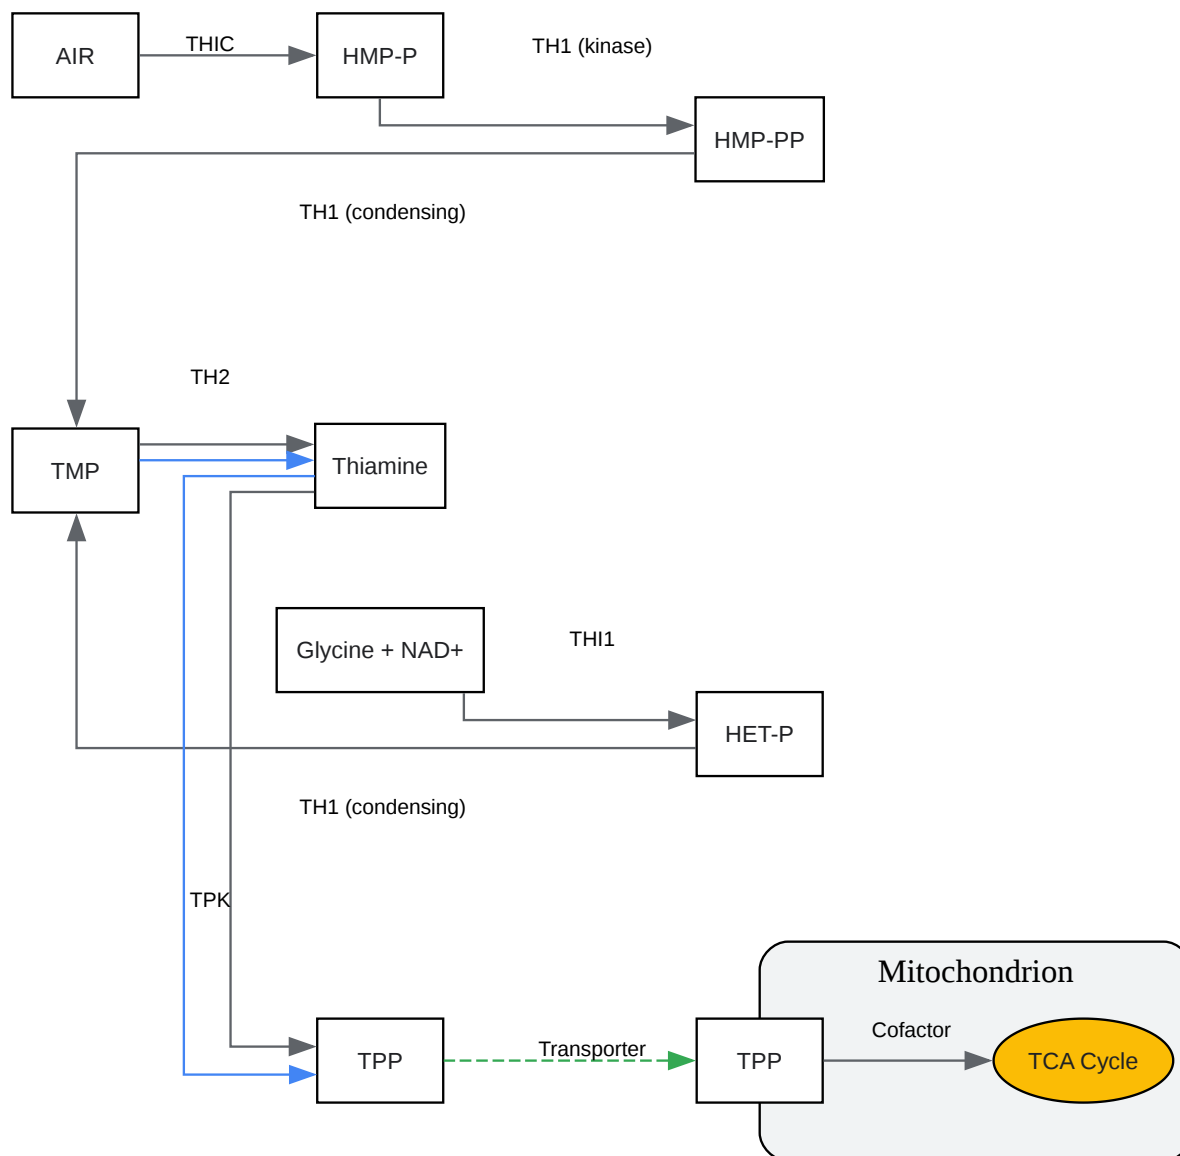 AIR
THIC
HMP-P
TH1 (kinase)
HMP-PP
TH1 (condensing)
TH2
TMP
Thiamine
Glycine + NAD+
THI1
HET-P
TH1 (condensing)
TPK
Mitochondrion
TPP
Transporter
TPP
Cofactor
TCA Cycle